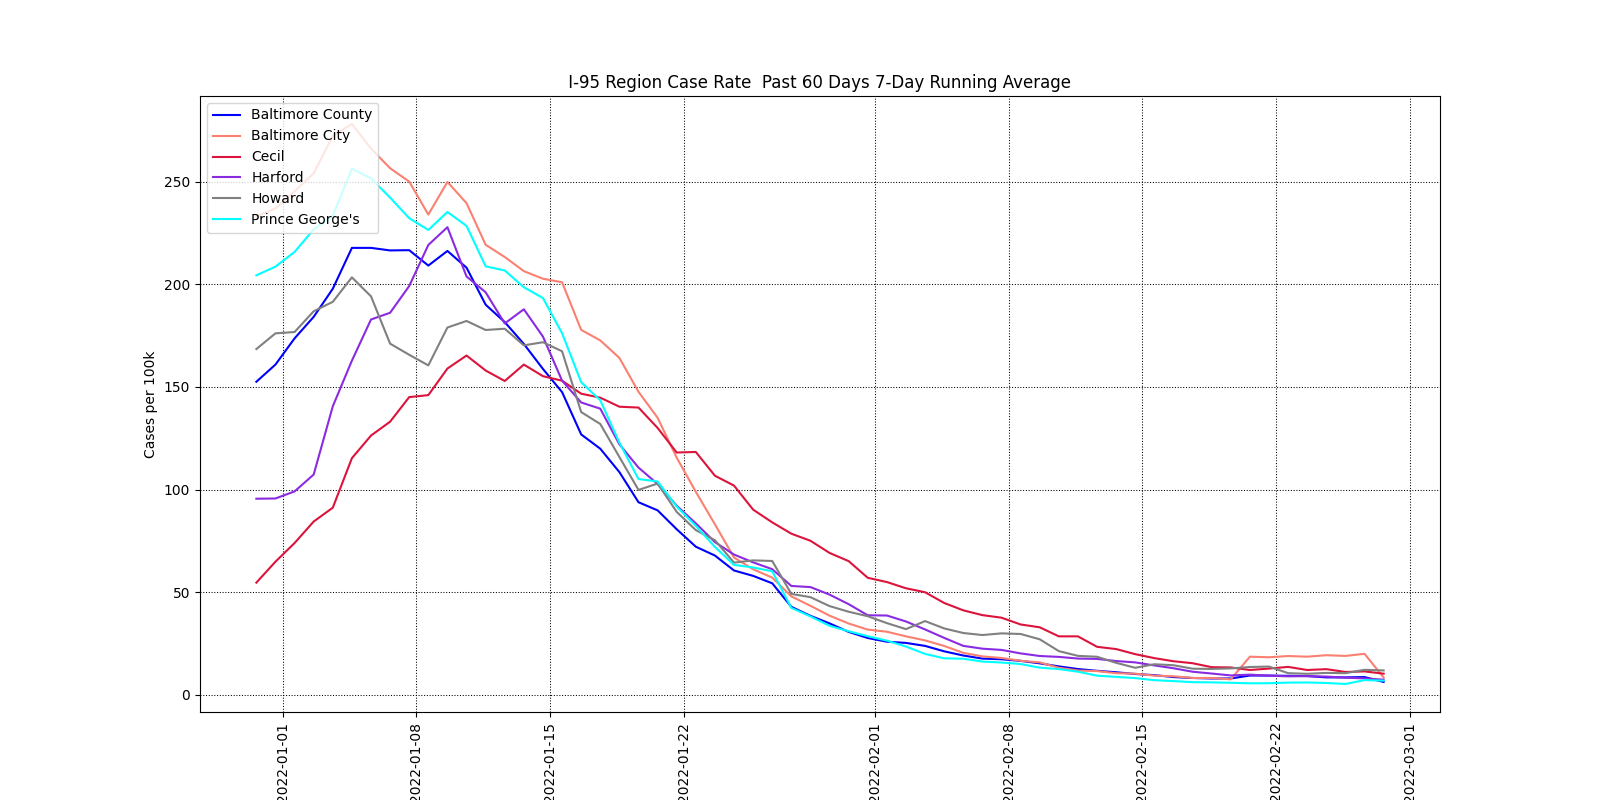 I-95 Region Case Rate  Past 60 Days 7-Day Running Average
Baltimore County
Baltimore City
Cecil
Harford
Howard
Prince George's
Cases per 100k
250
200
150
100
50
0
2022-01-01
2022-01-08
2022-01-15
2022-01-22
2022-02-01
2022-02-08
2022-02-15
2022-02-22
2022-03-01